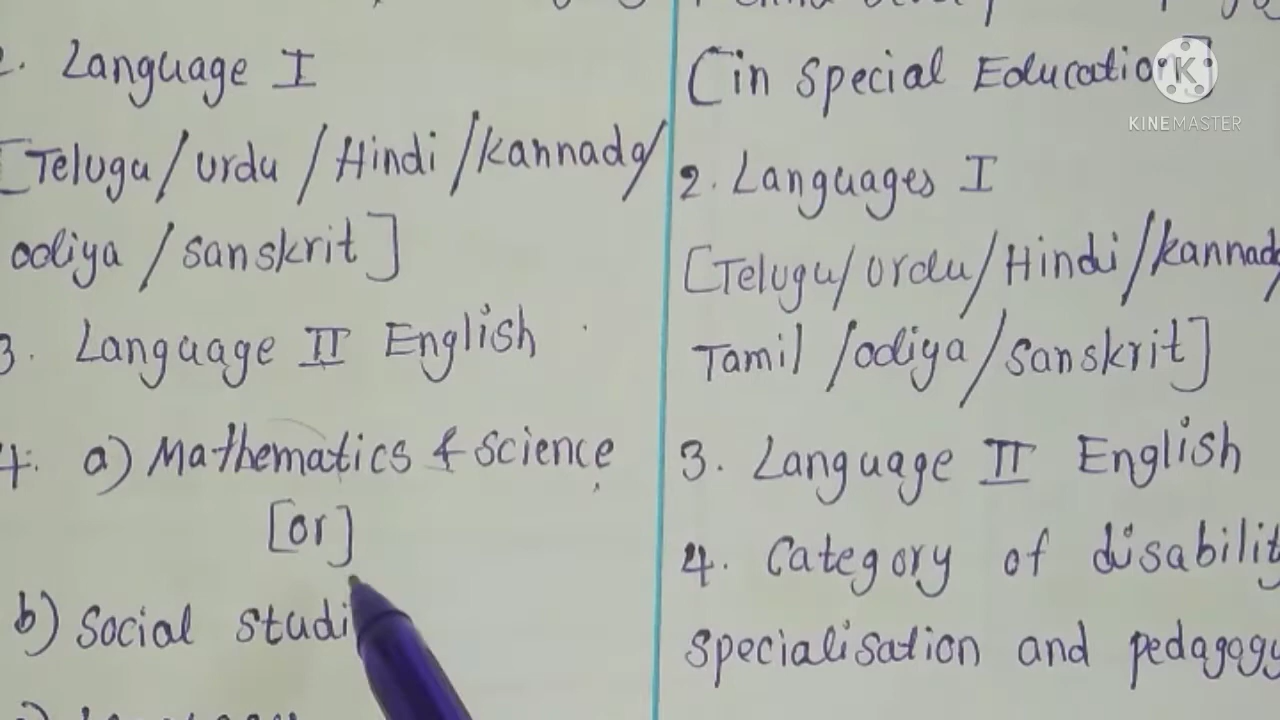 2. Language I
[Telugu/urdu/Hindi/kannada/
odiya/sanskrit]
3. Language II English
4. a) Mathematics & science
[or]
b) Social studi
[in Special Education]
2. Languages I
[Telugu/urdu/Hindi/kannada/
Tamil/odiya/sanskrit]
3. Language II English
4. Category of disabilit
specialisation and pedagogy
K
KINEMASTER